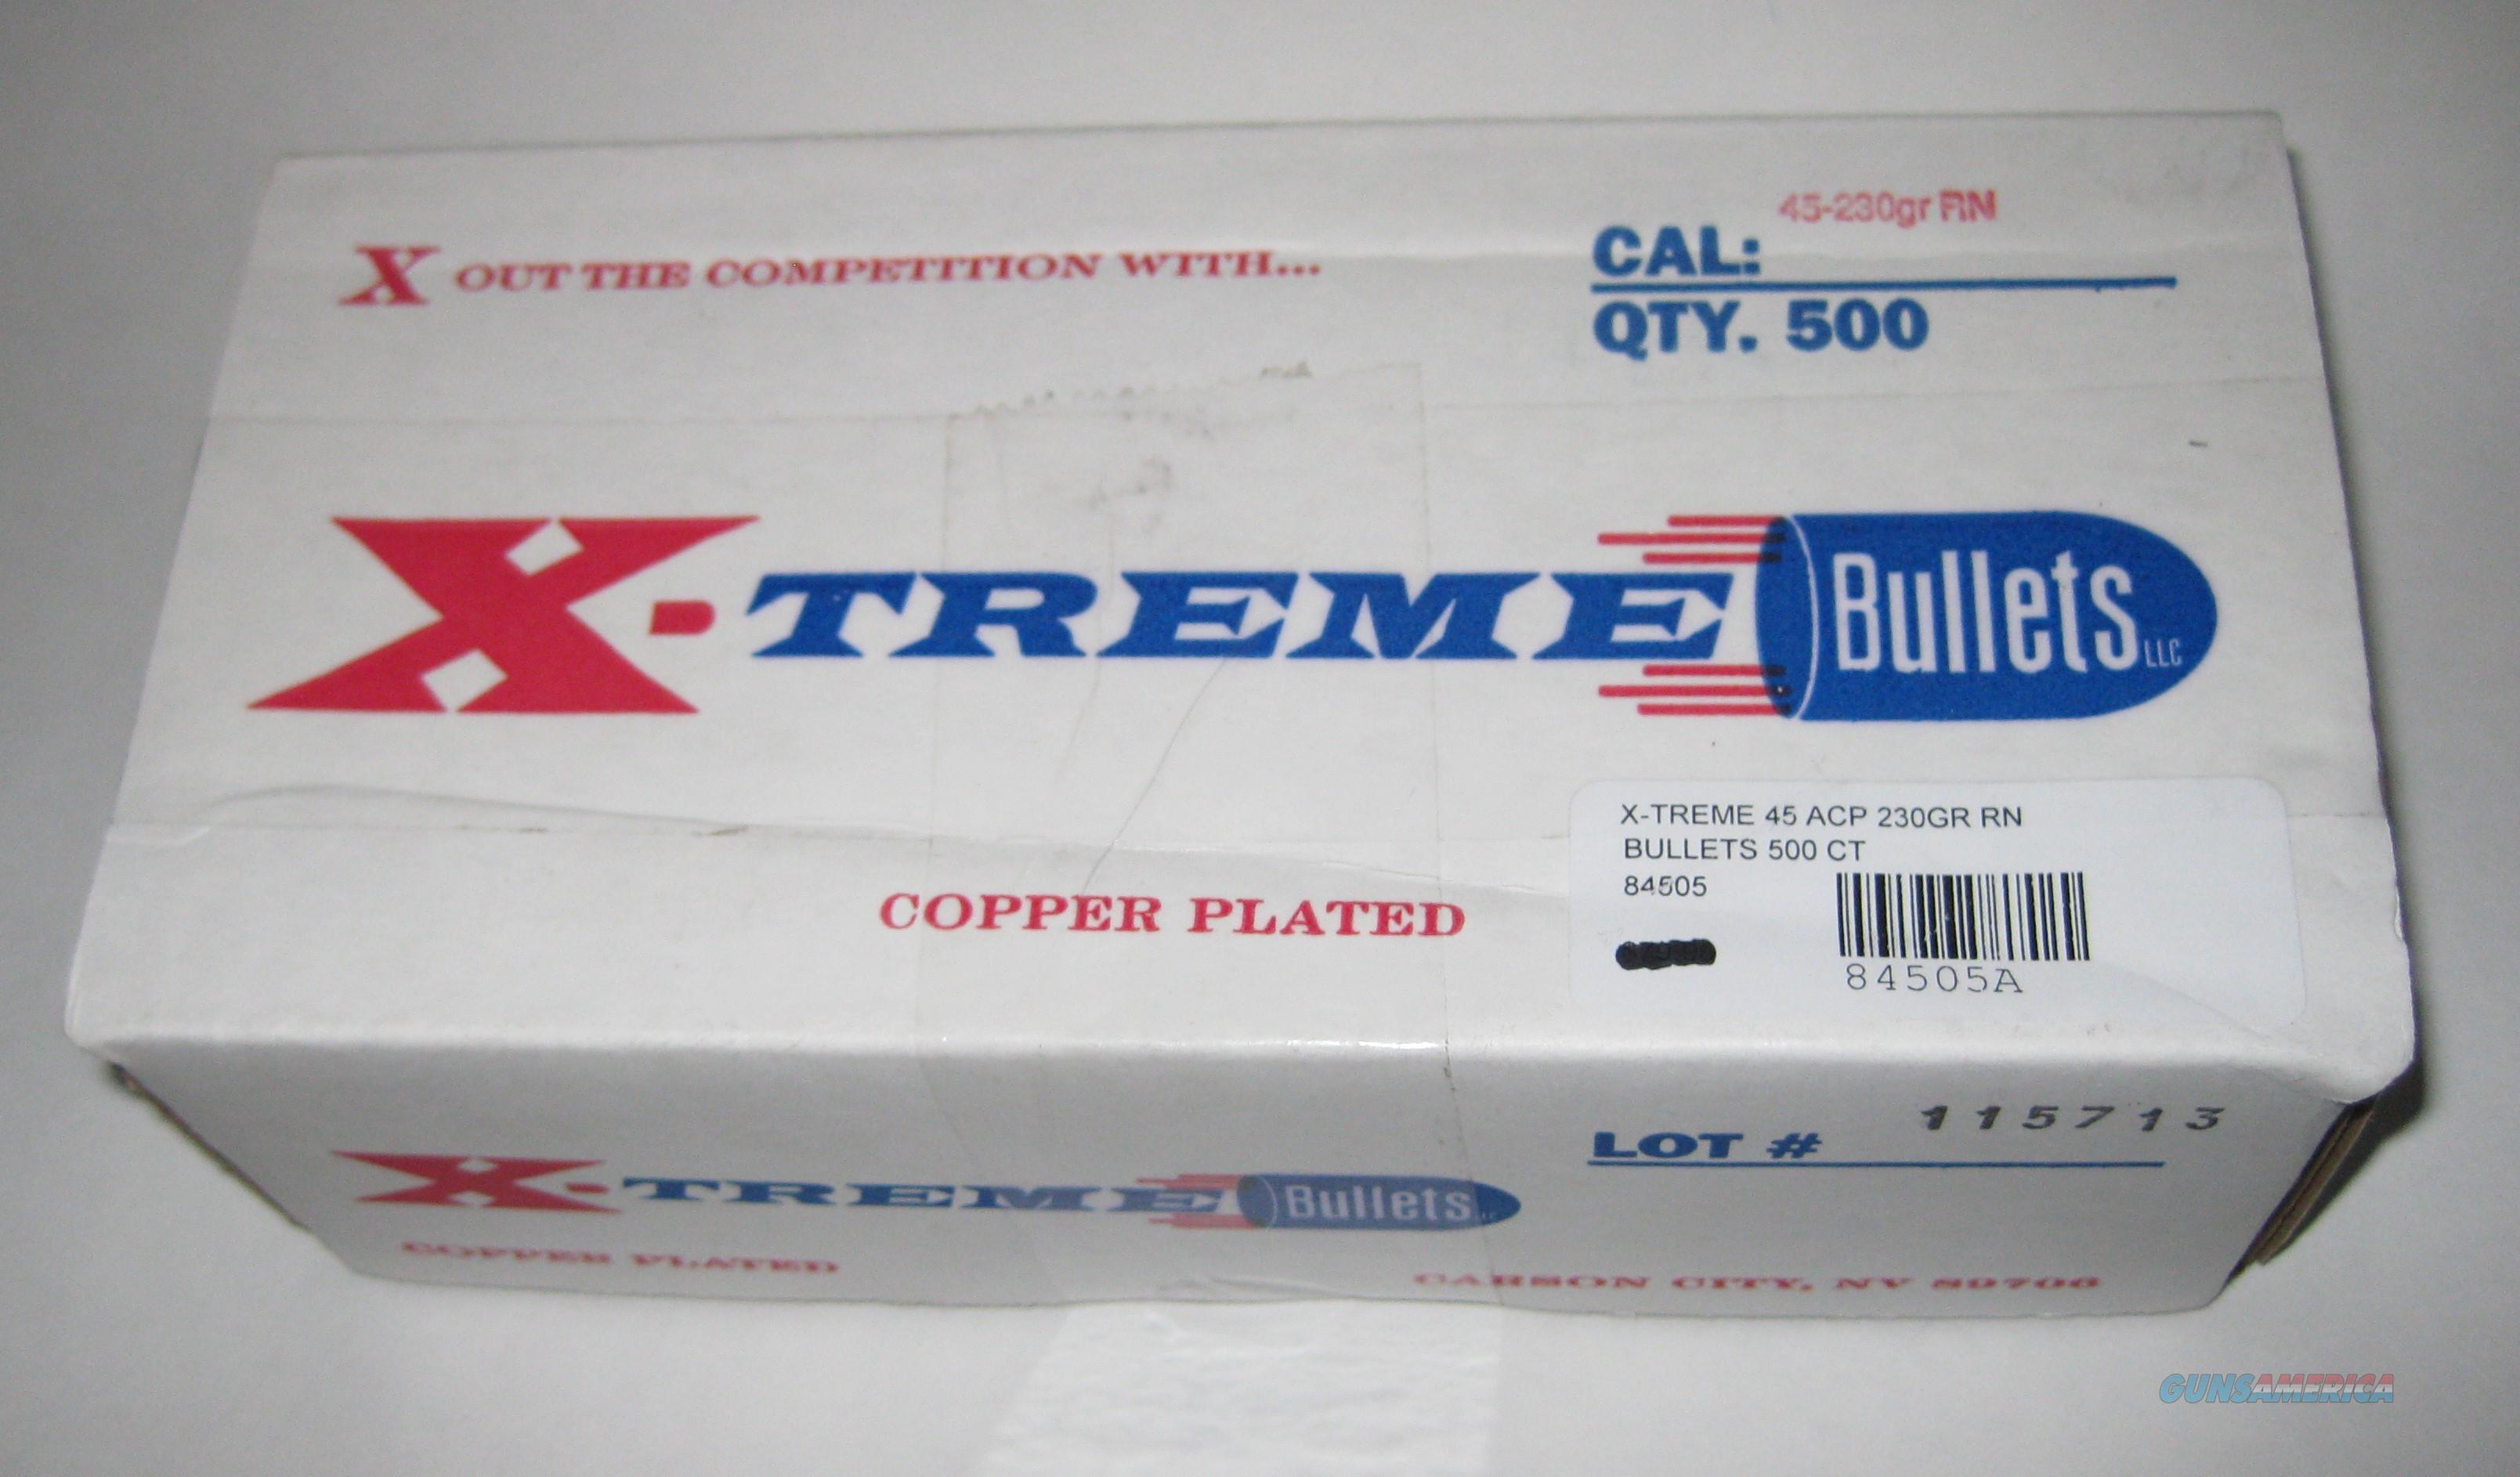 45-230gr RN
X OUT THE COMPETITION WITH...
CAL:
QTY. 500
X-TREME Bullets LLC
X-TREME 45 ACP 230GR RN
BULLETS 500 CT
84505
84505A
COPPER PLATED
LOT # 115713
X-TREME Bullets
COPPER PLATED
CARSON CITY, NV 89706
GUNSAMERICA